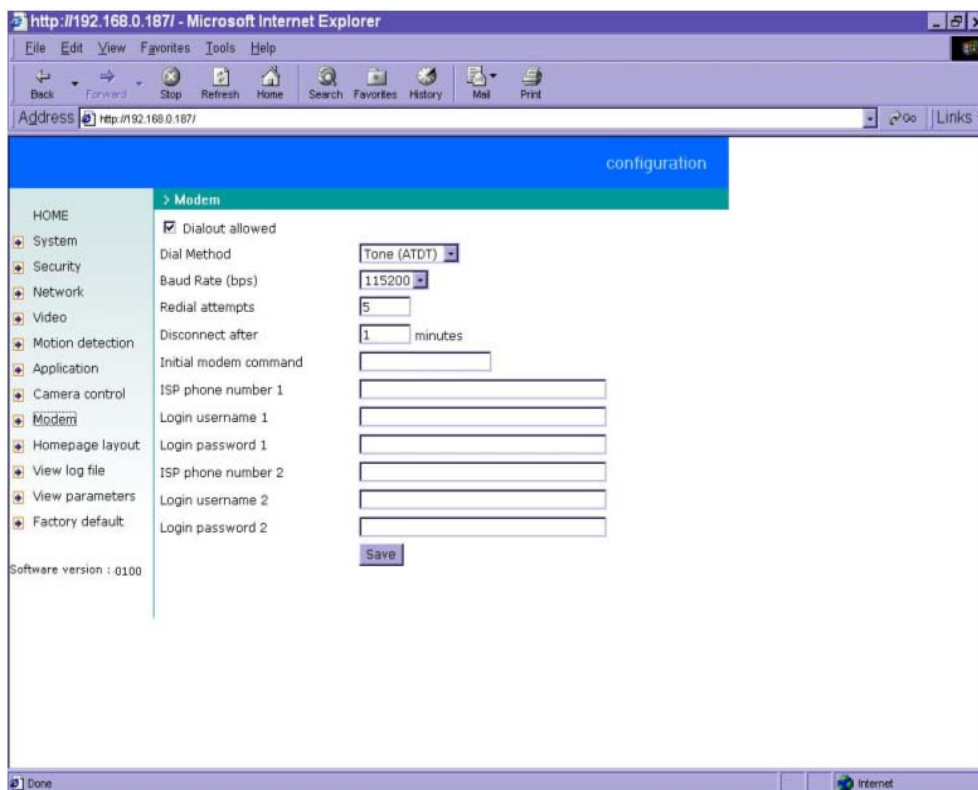 http://192.168.0.187/ - Microsoft Internet Explorer
File Edit View Favorites Tools Help
Back Forward Stop Refresh Home Search Favorites History Mail Print
Address http://192.168.0.187/ Go Links
configuration
> Modem
HOME
System
Security
Network
Video
Motion detection
Application
Camera control
Modem
Homepage layout
View log file
View parameters
Factory default
Software version : 0100
Dialout allowed
Dial Method Tone (ATDT)
Baud Rate (bps) 115200
Redial attempts 5
Disconnect after 1 minutes
Initial modem command
ISP phone number 1
Login username 1
Login password 1
ISP phone number 2
Login username 2
Login password 2
Save
Done Internet